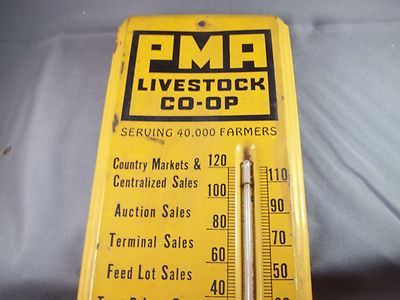 PMA
LIVESTOCK
CO-OP
SERVING 40,000 FARMERS
Country Markets &
Centralized Sales
Auction Sales
Terminal Sales
Feed Lot Sales
120
100
80
60
40
110
90
70
50